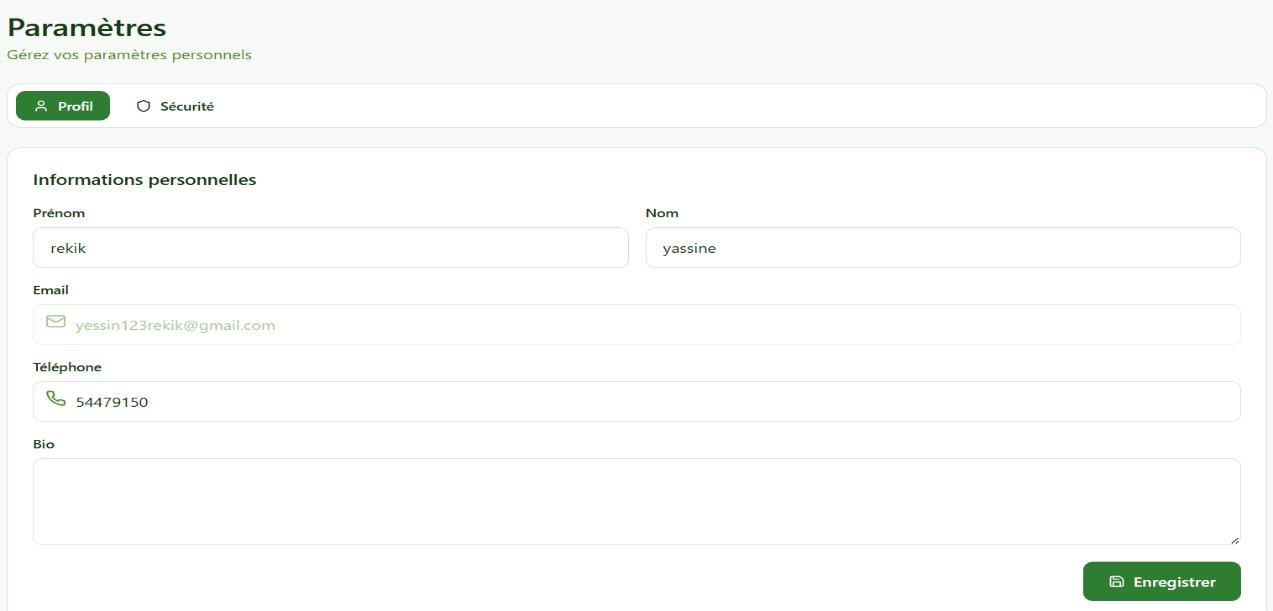 Paramètres
Gérez vos paramètres personnels
Profil Sécurité
Informations personnelles
Prénom Nom
rekik yassine
Email
yessin123rekik@gmail.com
Téléphone
54479150
Bio
Enregistrer